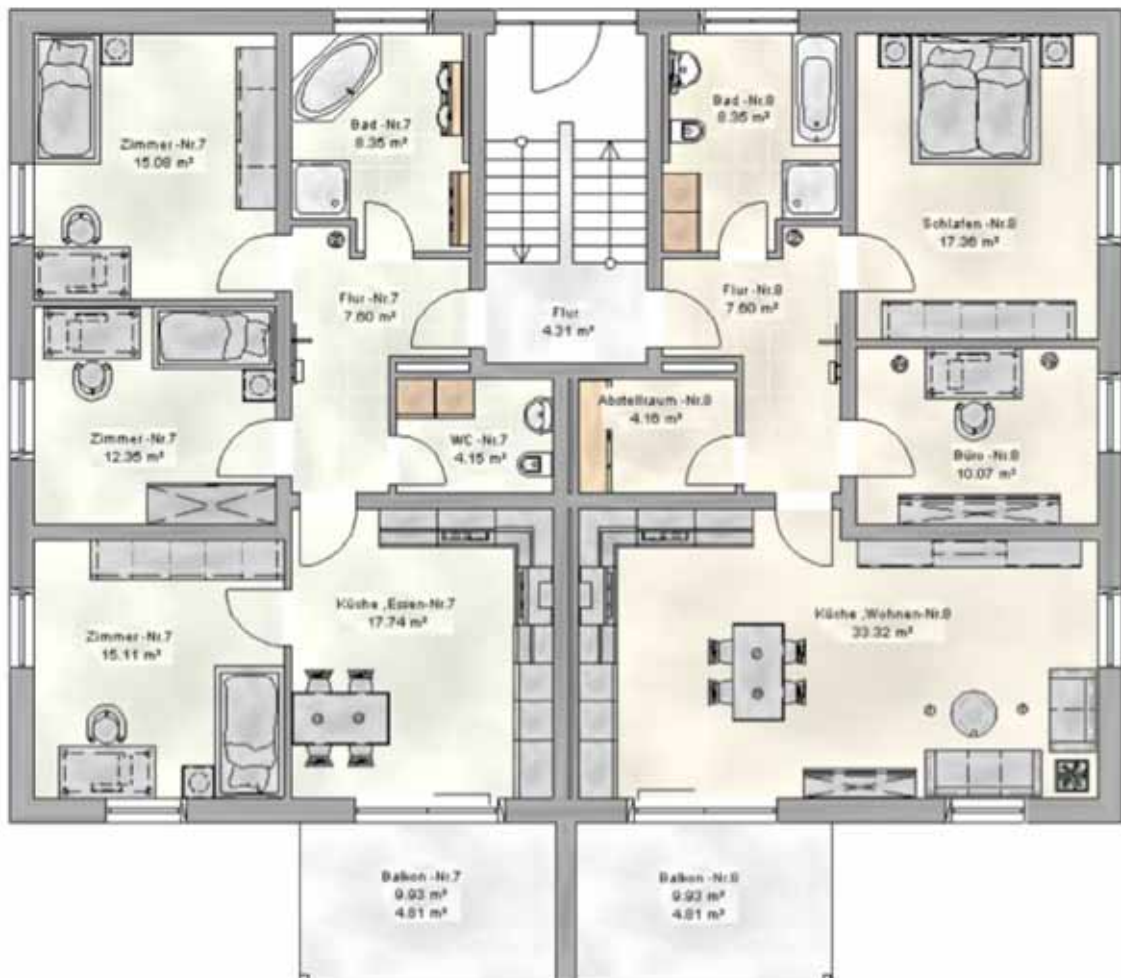 Zimmer -Nr.7
15.08 m²
Bad -Nr.7
8.35 m²
Bad -Nr.8
8.35 m²
Schlafen -Nr.8
17.36 m²
Flur -Nr.7
7.60 m²
Flur
4.31 m²
Flur -Nr.8
7.60 m²
Zimmer -Nr.7
12.36 m²
WC -Nr.7
4.15 m²
Abstellraum -Nr.8
4.16 m²
Büro -Nr.8
10.07 m²
Zimmer -Nr.7
15.11 m²
Küche ,Essen-Nr.7
17.74 m²
Küche ,Wohnen-Nr.8
33.32 m²
Balkon -Nr.7
9.93 m²
4.81 m²
Balkon -Nr.8
9.93 m²
4.81 m²